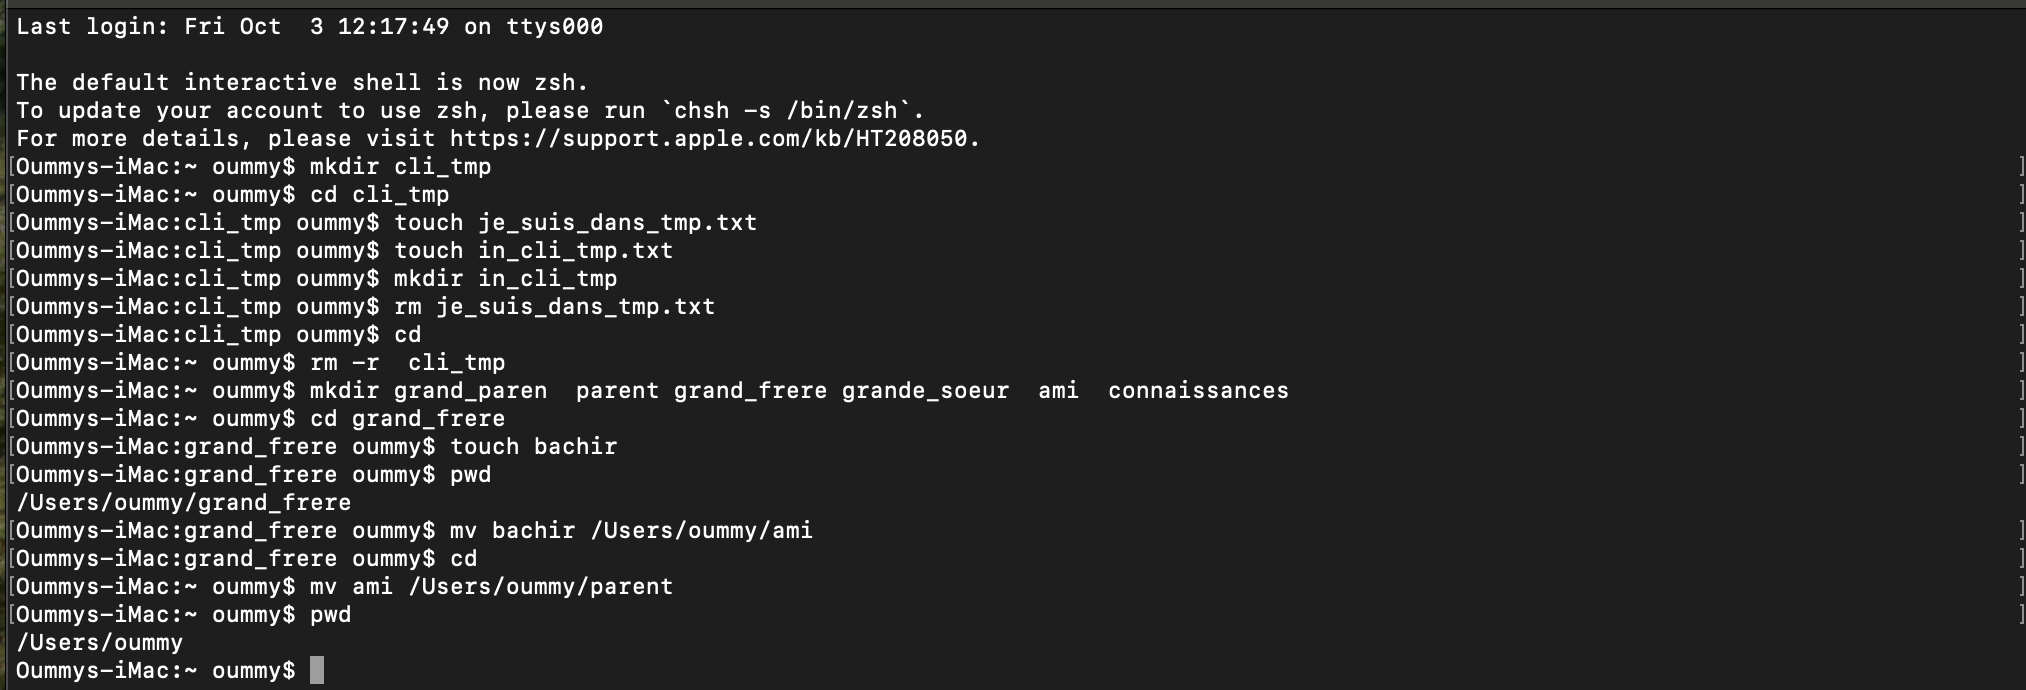 Last login: Fri Oct  3 12:17:49 on ttys000
The default interactive shell is now zsh.
To update your account to use zsh, please run `chsh -s /bin/zsh`.
For more details, please visit https://support.apple.com/kb/HT208050.
[Oummys-iMac:~ oummy$ mkdir cli_tmp ]
[Oummys-iMac:~ oummy$ cd cli_tmp ]
[Oummys-iMac:cli_tmp oummy$ touch je_suis_dans_tmp.txt ]
[Oummys-iMac:cli_tmp oummy$ touch in_cli_tmp.txt ]
[Oummys-iMac:cli_tmp oummy$ mkdir in_cli_tmp ]
[Oummys-iMac:cli_tmp oummy$ rm je_suis_dans_tmp.txt ]
[Oummys-iMac:cli_tmp oummy$ cd ]
[Oummys-iMac:~ oummy$ rm -r  cli_tmp ]
[Oummys-iMac:~ oummy$ mkdir grand_paren  parent grand_frere grande_soeur  ami  connaissances ]
[Oummys-iMac:~ oummy$ cd grand_frere ]
[Oummys-iMac:grand_frere oummy$ touch bachir ]
[Oummys-iMac:grand_frere oummy$ pwd ]
/Users/oummy/grand_frere
[Oummys-iMac:grand_frere oummy$ mv bachir /Users/oummy/ami ]
[Oummys-iMac:grand_frere oummy$ cd ]
[Oummys-iMac:~ oummy$ mv ami /Users/oummy/parent ]
[Oummys-iMac:~ oummy$ pwd ]
/Users/oummy
Oummys-iMac:~ oummy$